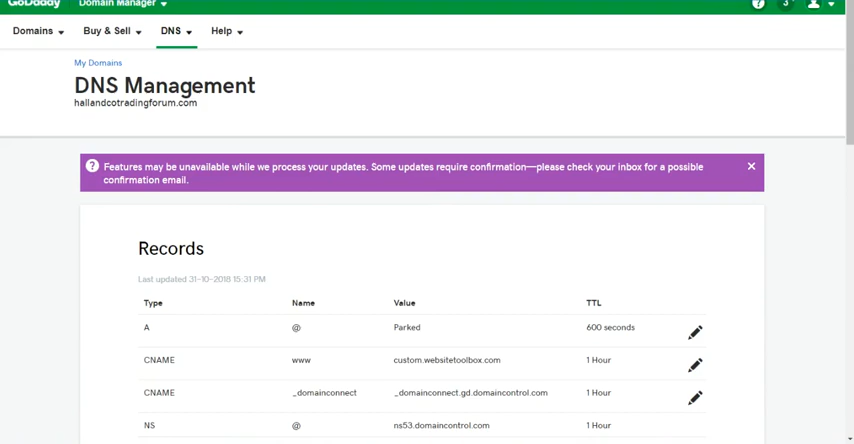 GoDaddy Domain Manager 3
Domains Buy & Sell DNS Help
My Domains
DNS Management
hallandcotradingforum.com
? Features may be unavailable while we process your updates. Some updates require confirmation—please check your inbox for a possible ×
confirmation email.
Records
Last updated 31-10-2018 15:31 PM
Type Name Value TTL
A @ Parked 600 seconds
CNAME www custom.websitetoolbox.com 1 Hour
CNAME _domainconnect _domainconnect.gd.domaincontrol.com 1 Hour
NS @ ns53.domaincontrol.com 1 Hour